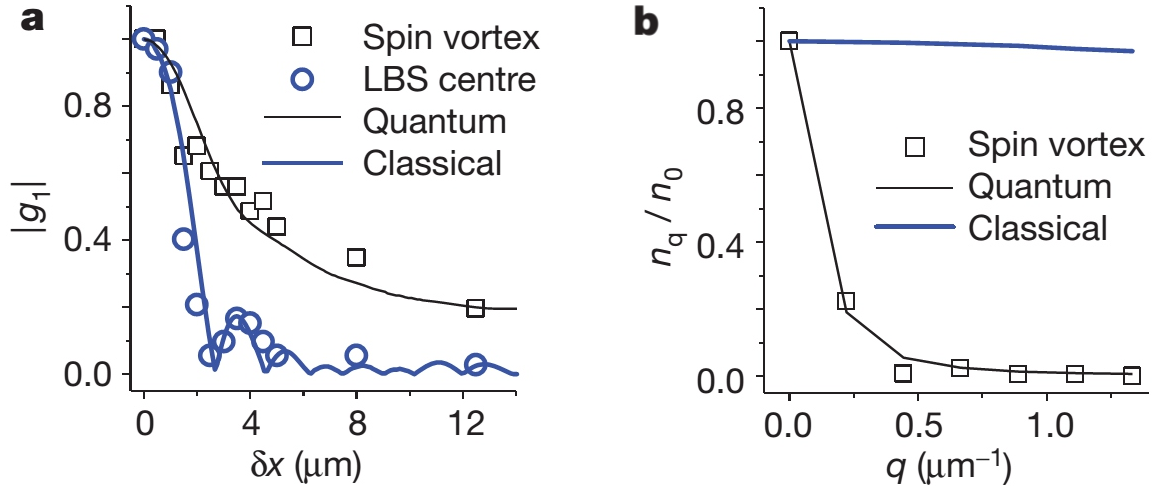 a
Spin vortex
LBS centre
Quantum
Classical
0.8
0.4
0.0
|g1|
0 4 8 12
δx (μm)
b
Spin vortex
Quantum
Classical
0.8
0.4
0.0
nq / n0
0.0 0.5 1.0
q (μm−1)